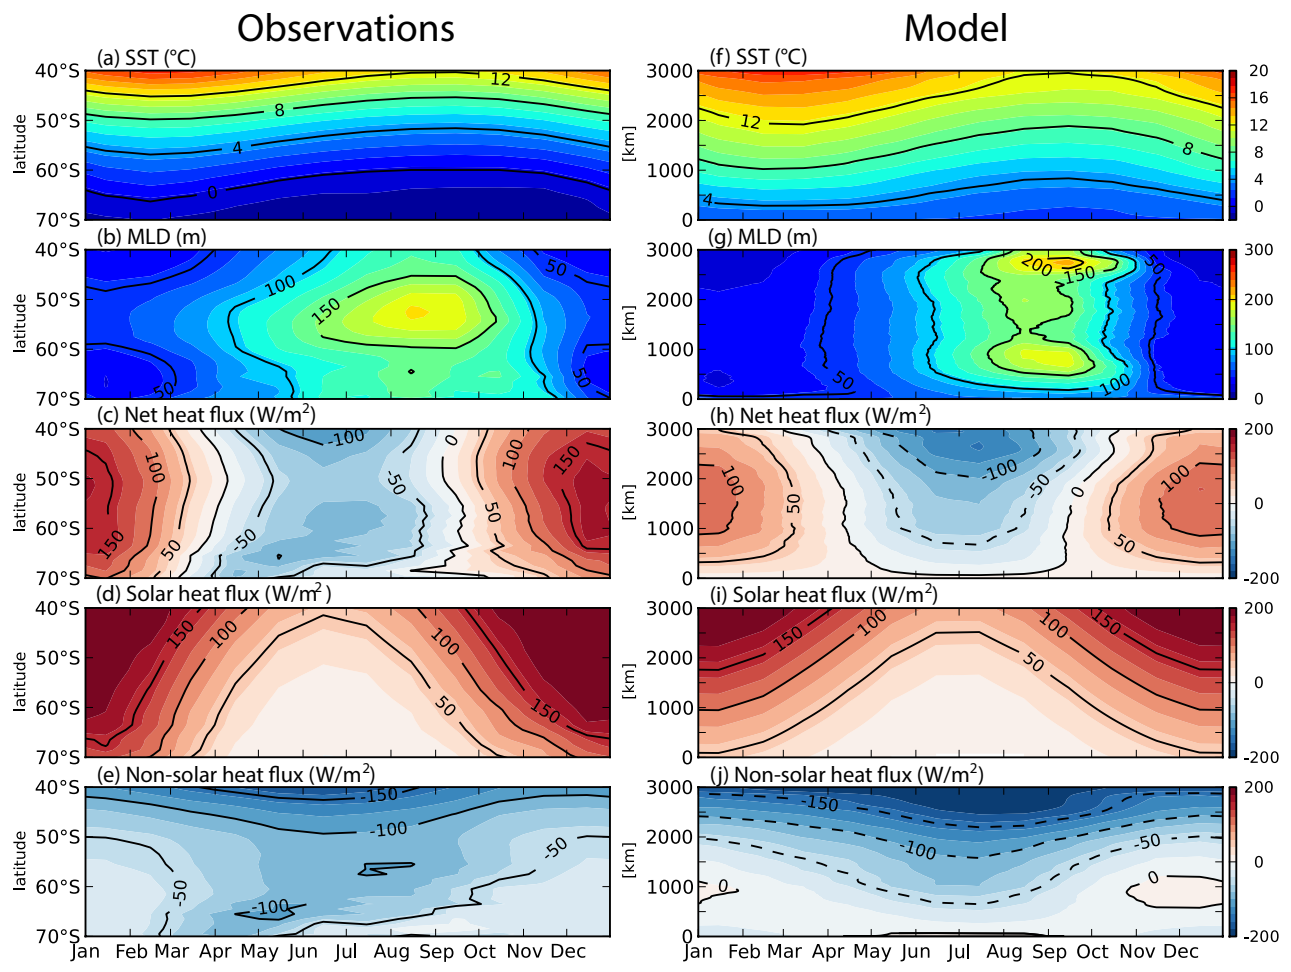 Observations Model
(a) SST (°C) (f) SST (°C)
40°S 50°S 60°S 70°S latitude 12 8 4 0
3000 2000 1000 0 [km] 12 8 4
20 16 12 8 4 0
(b) MLD (m) (g) MLD (m)
40°S 50°S 60°S 70°S latitude 100 50 150 50 50
3000 2000 1000 0 [km] 200 150 50 50 100
300 200 100 0
(c) Net heat flux (W/m²) (h) Net heat flux (W/m²)
40°S 50°S 60°S 70°S latitude -100 0 100 150 100 -50 50 150 50 -50
3000 2000 1000 0 [km] -100 100 50 -50 0 100 50
200 100 0 -100 -200
(d) Solar heat flux (W/m²) (i) Solar heat flux (W/m²)
40°S 50°S 60°S 70°S latitude 150 100 100 50 150
3000 2000 1000 0 [km] 150 100 100 150 50
200 100 0 -100 -200
(e) Non-solar heat flux (W/m²) (j) Non-solar heat flux (W/m²)
40°S 50°S 60°S 70°S latitude -150 -100 -50 -50 -100
3000 2000 1000 0 [km] -150 -100 -50 0 0
200 100 0 -100 -200
Jan Feb Mar Apr May Jun Jul Aug Sep Oct Nov Dec
Jan Feb Mar Apr May Jun Jul Aug Sep Oct Nov Dec